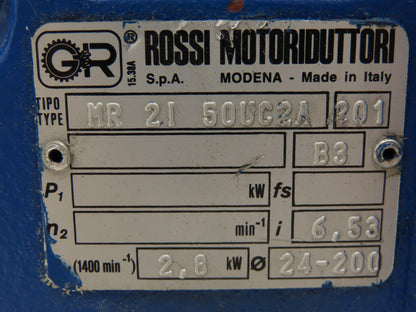 GR ® ROSSI MOTORIDUTTORI
15.38A S.p.A. MODENA - Made in Italy
TIPO TYPE MR 2I 50UC2A 201
B3
P1 kW fs
n2 min-1 i 6,53
(1400 min-1) 2,8 kW Ø 24-200